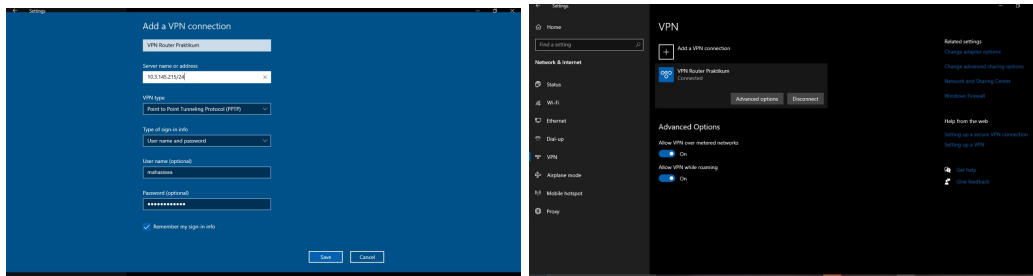 Settings
Add a VPN connection
VPN Router Praktikum
Server name or address
10.3.145.215/24
VPN type
Point to Point Tunneling Protocol (PPTP)
Type of sign-in info
User name and password
User name (optional)
mahasiswa
Password (optional)
Remember my sign-in info
Save
Cancel
Settings
Home
Find a setting
Network & Internet
Status
Wi-Fi
Ethernet
Dial-up
VPN
Airplane mode
Mobile hotspot
Proxy
VPN
Add a VPN connection
VPN Router Praktikum
Connected
Advanced options
Disconnect
Advanced Options
Allow VPN over metered networks
On
Allow VPN while roaming
On
Related settings
Change adapter options
Change advanced sharing options
Network and Sharing Center
Windows Firewall
Help from the web
Setting up a secure VPN connection
Setting up a VPN
Get help
Give feedback